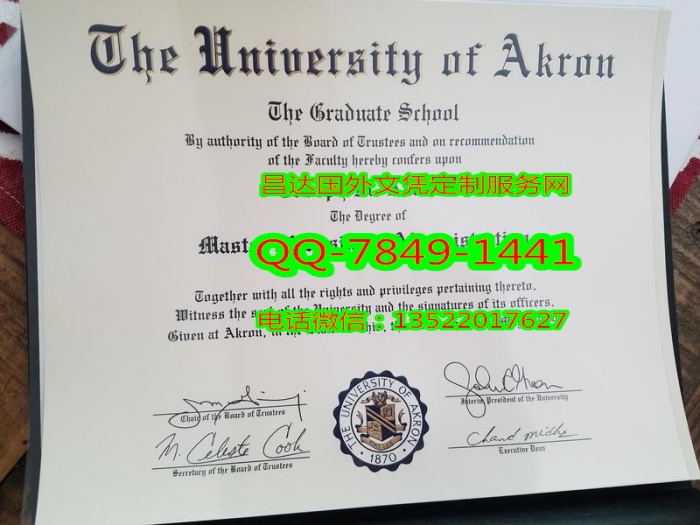 The University of Akron
The Graduate School
By authority of the Board of Trustees and on recommendation
of the Faculty hereby confers upon
昌达国外文凭定制服务网
The Degree of
QQ-7849-1441
Together with all the rights and privileges pertaining thereto.
Witness the seal of the University and the signatures of its officers.
电话微信：13522017627
Given at Akron, in the
Chair of the Board of Trustees
Interim President of the University
M. Celeste Cook
Secretary of the Board of Trustees
Executive Dean
THE UNIVERSITY OF AKRON
1870